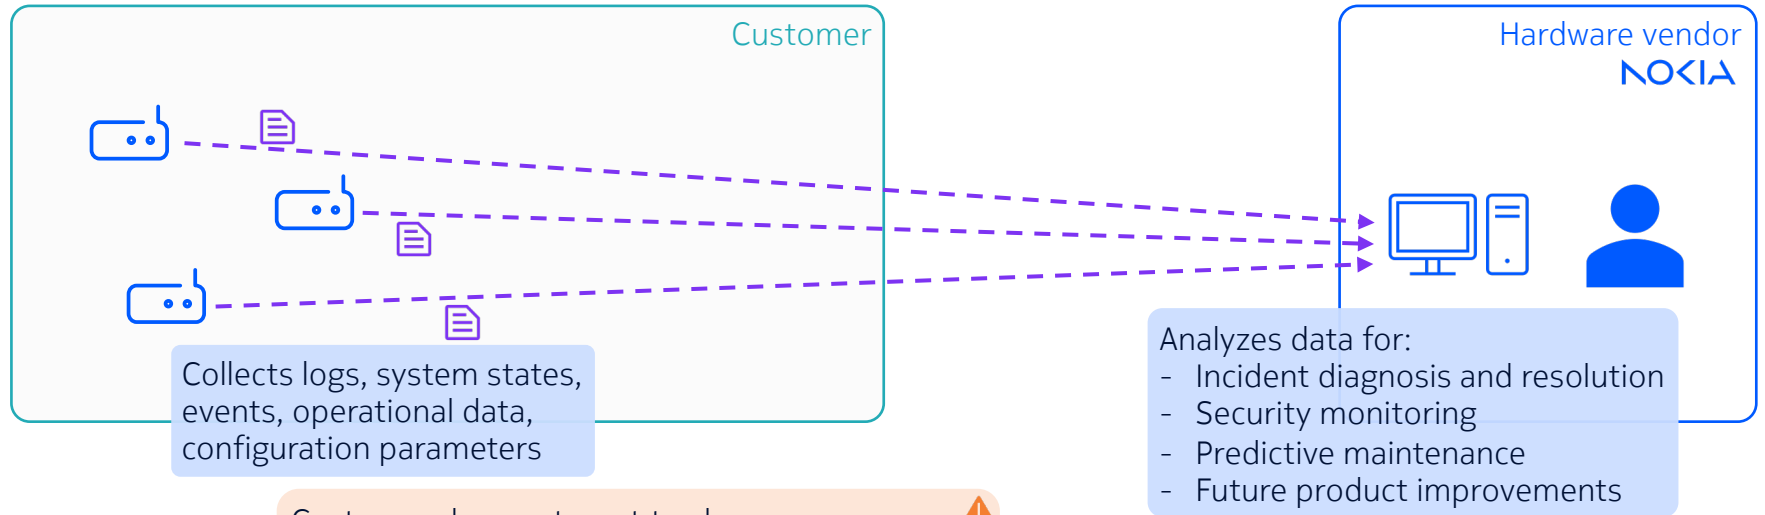 Customer
Hardware vendor
NOKIA
Collects logs, system states,
events, operational data,
configuration parameters
Analyzes data for:
- Incident diagnosis and resolution
- Security monitoring
- Predictive maintenance
- Future product improvements